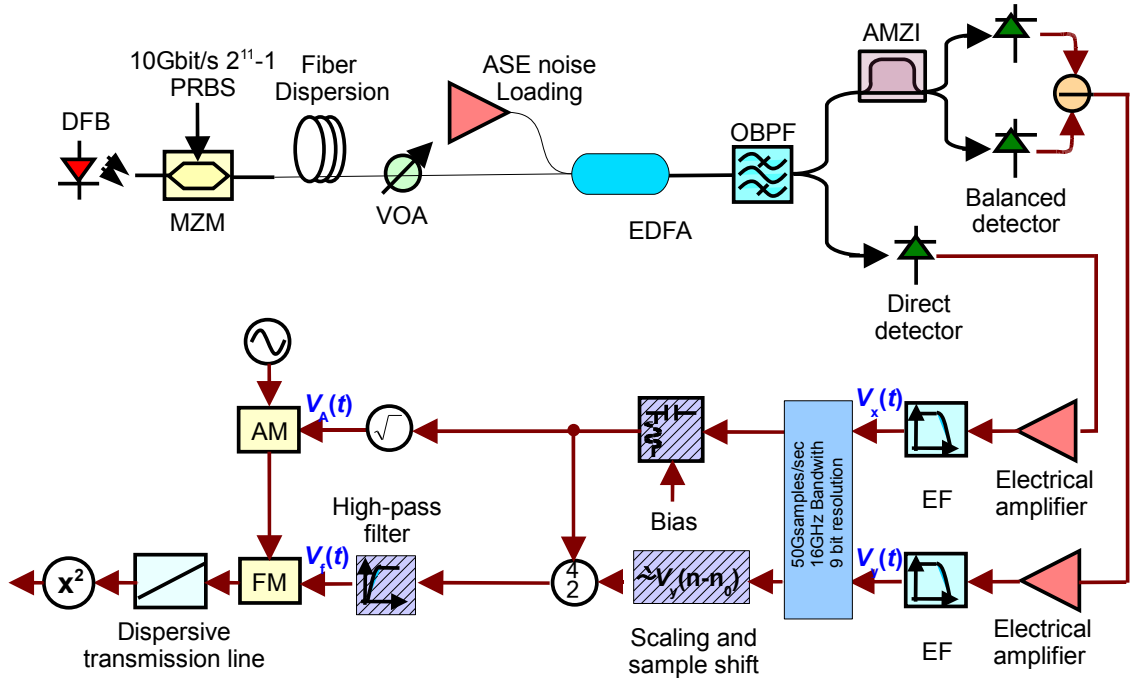 10Gbit/s 2¹¹-1
PRBS
DFB
MZM
Fiber
Dispersion
VOA
ASE noise
Loading
EDFA
OBPF
AMZI
Balanced
detector
Direct
detector
V_A(t)
AM
√
Bias
50Gsamples/sec
16GHz Bandwith
9 bit resolution
V_x(t)
EF
Electrical
amplifier
High-pass
filter
x²
FM
V_f(t)
4
2
~V_y(n-n_0)
V_y(t)
Dispersive
transmission line
Scaling and
sample shift
EF
Electrical
amplifier